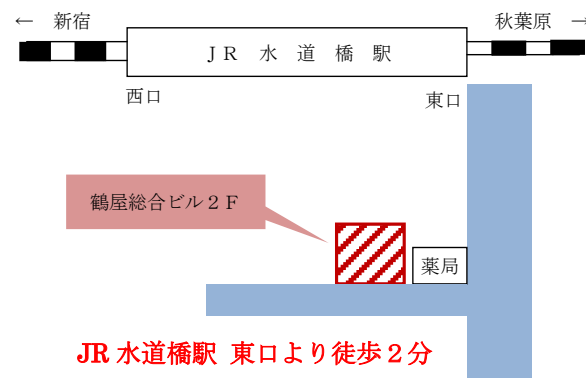 ← 新宿
秋葉原 →
ＪＲ 水 道 橋 駅
西口
東口
鶴屋総合ビル２Ｆ
薬局
JR 水道橋駅 東口より徒歩２分